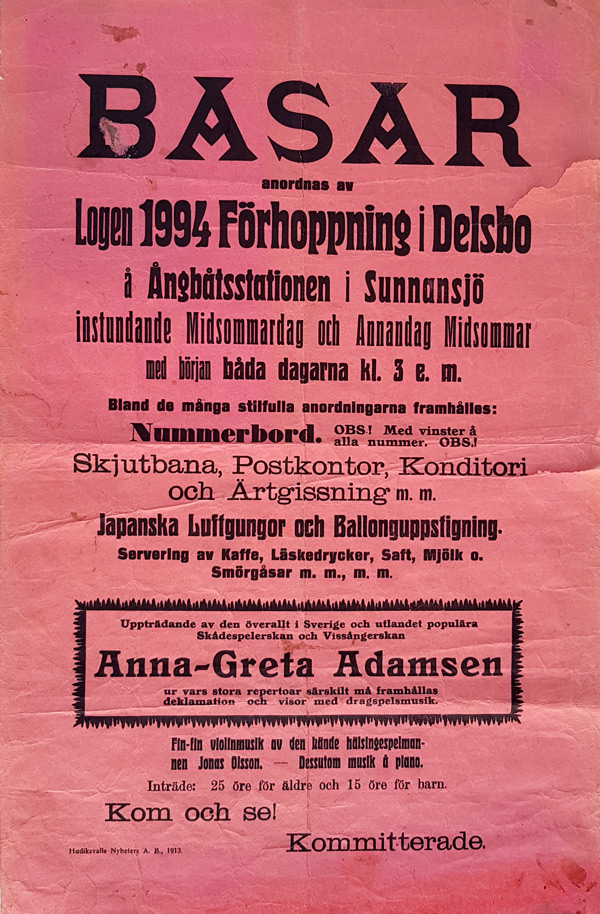 BASAR
anordnas av
Logen 1994 Förhoppning i Delsbo
å Ångbåtsstationen i Sunnansjö
instundande Midsommardag och Annandag Midsommar
med början båda dagarna kl. 3 e. m.
Bland de många stilfulla anordningarna framhålles:
Nummerbord. OBS! Med vinster å
alla nummer. OBS.!
Skjutbana, Postkontor, Konditori
och Ärtgissning m. m.
Japanska Luftgungor och Ballonguppstigning.
Servering av Kaffe, Läskedrycker, Saft, Mjölk o.
Smörgåsar m. m., m. m.
Uppträdande av den överallt i Sverige och utlandet populära
Skådespelerskan och Vissångerskan
Anna-Greta Adamsen
ur vars stora repertoar särskilt må framhållas
deklamation och visor med dragspelsmusik.
Fin-fin violinmusik av den kände hälsingespelman-
nen Jonas Olsson. — Dessutom musik å piano.
Inträde: 25 öre för äldre och 15 öre för barn.
Kom och se!
Kommitterade.
Hudiksvalls Nyheters A. B., 1913.